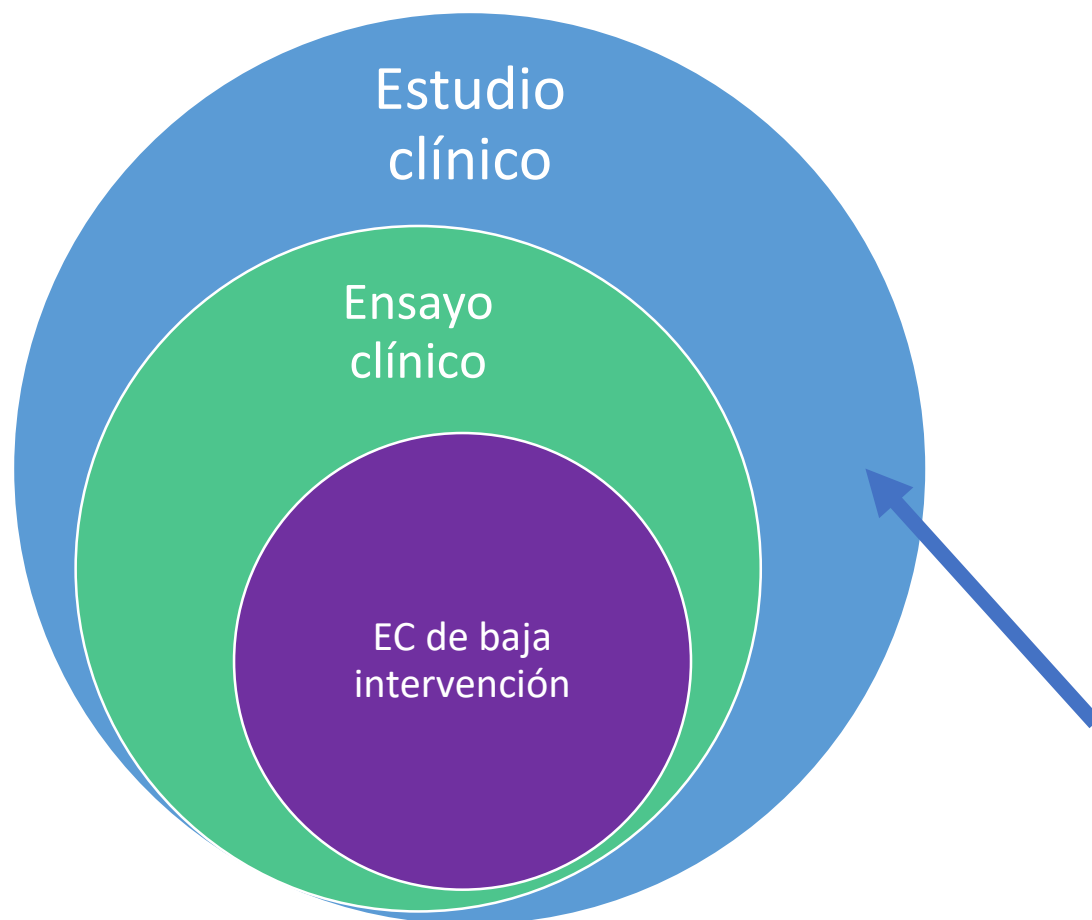 Estudio
clínico
Ensayo
clínico
EC de baja
intervención